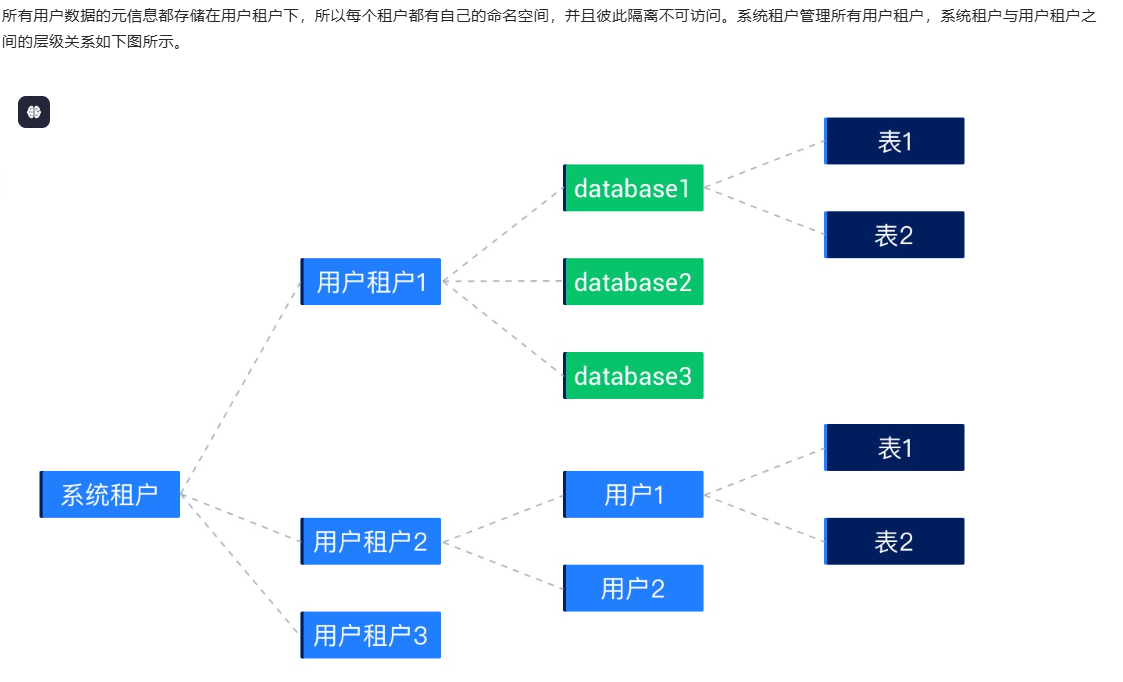 所有用户数据的元信息都存储在用户租户下，所以每个租户都有自己的命名空间，并且彼此隔离不可访问。系统租户管理所有用户租户，系统租户与用户租户之
间的层级关系如下图所示。
表1
database1
表2
用户租户1
database2
database3
表1
系统租户
用户1
用户租户2
表2
用户2
用户租户3